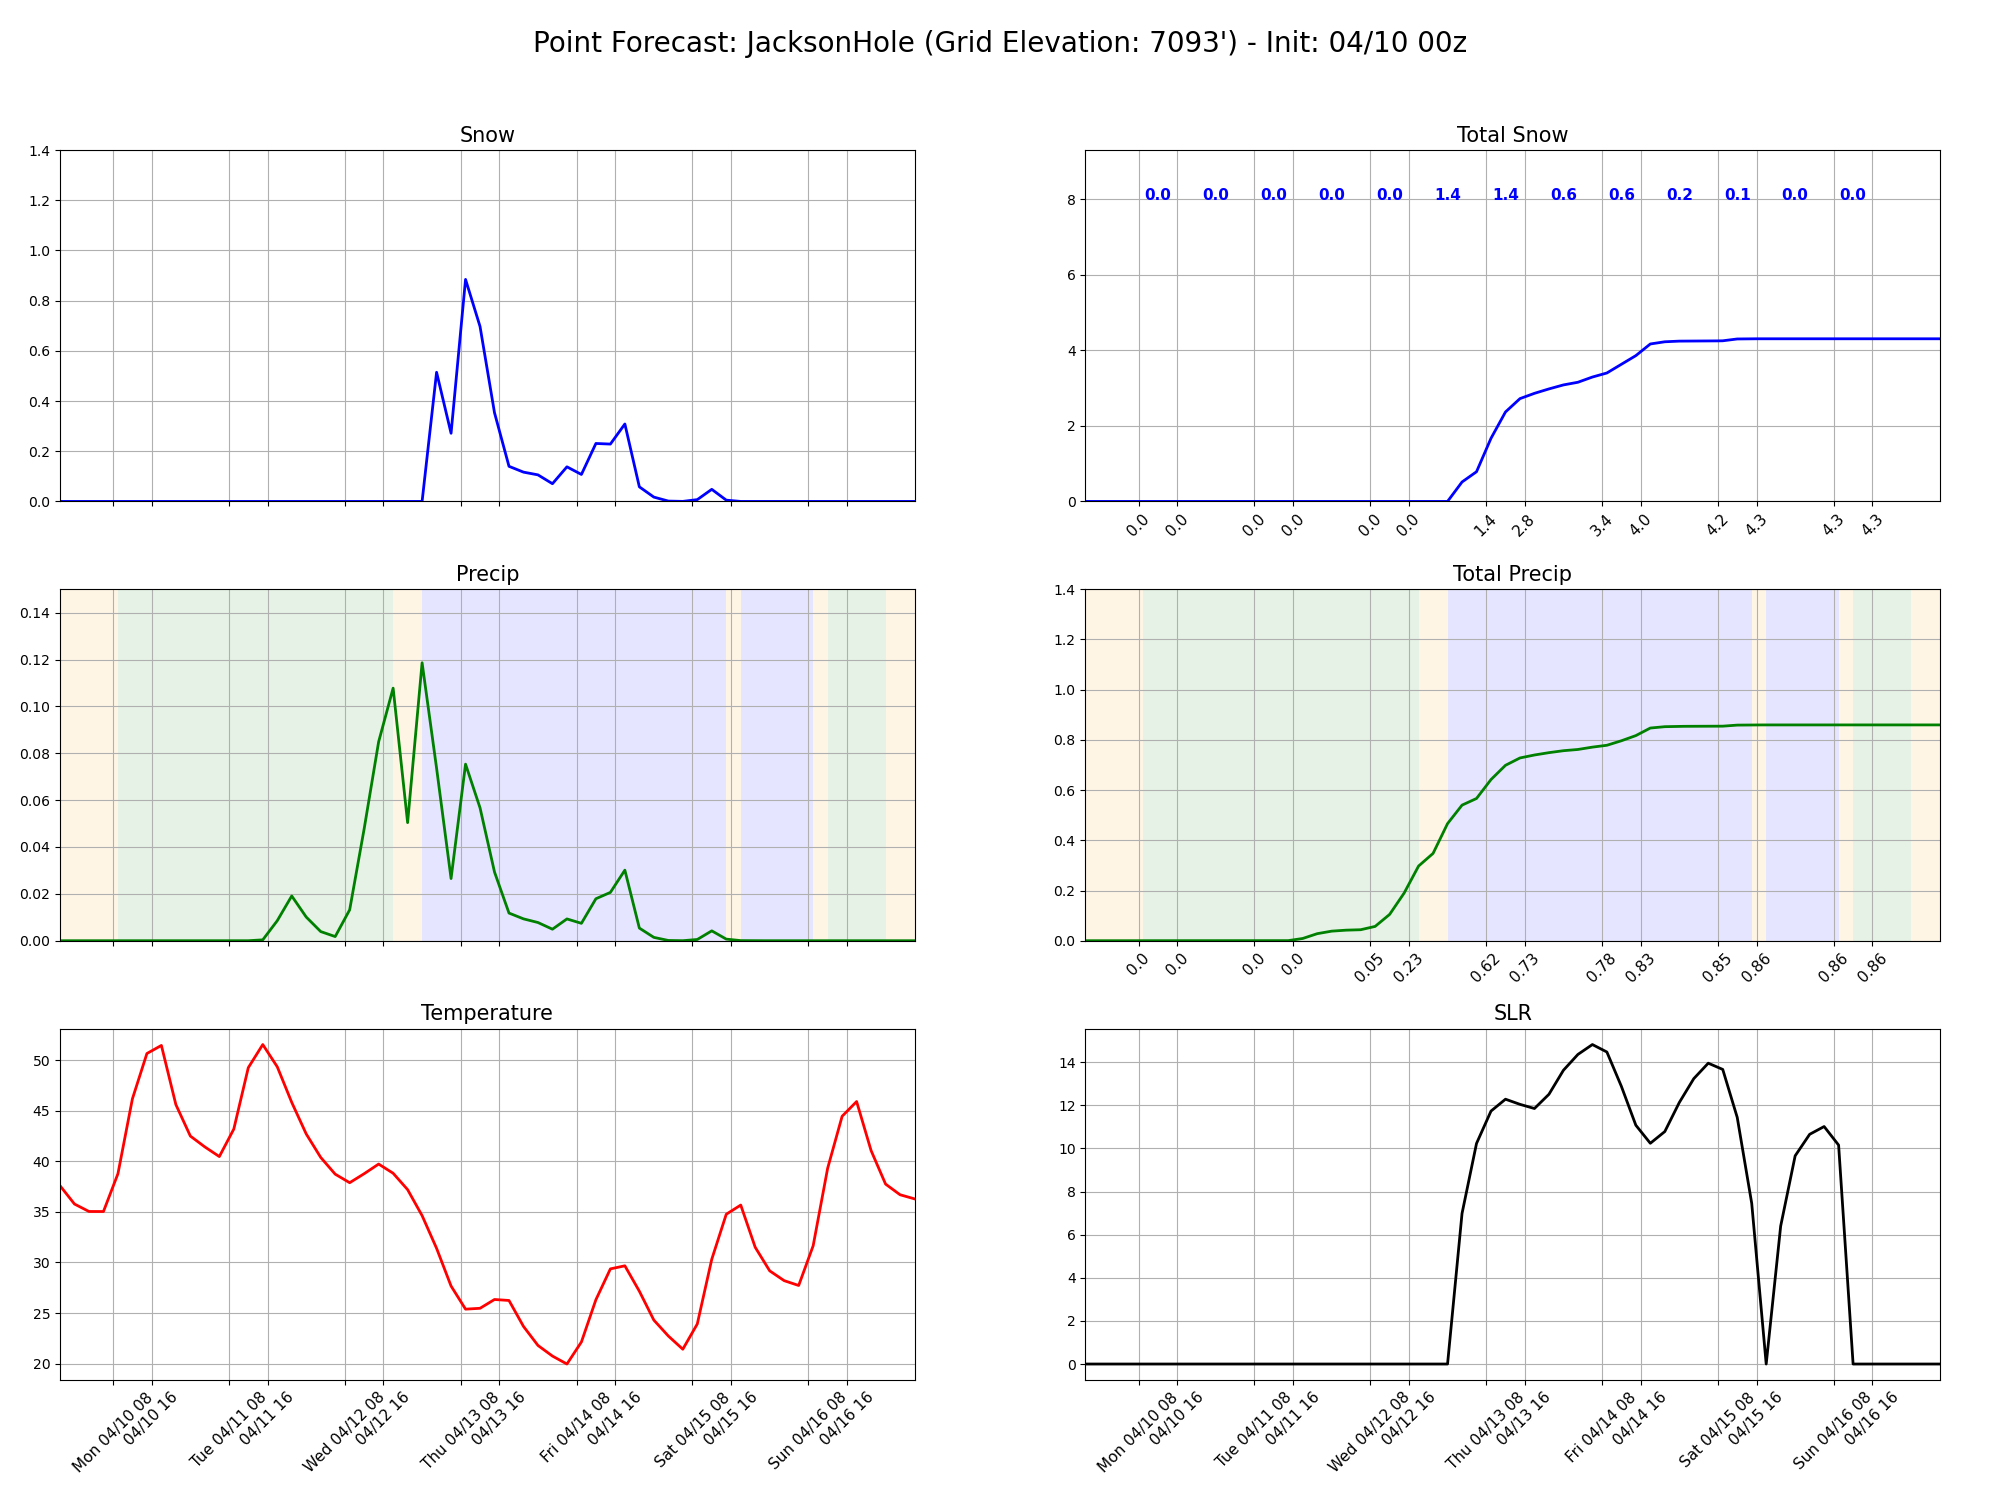 Point Forecast: JacksonHole (Grid Elevation: 7093') - Init: 04/10 00z
Snow
1.4
1.2
1.0
0.8
0.6
0.4
0.2
0.0
Total Snow
0.0 0.0 0.0 0.0 0.0 1.4 1.4 0.6 0.6 0.2 0.1 0.0 0.0
8
6
4
2
0
0.0 0.0 0.0 0.0 0.0 0.0 1.4 2.8 3.4 4.0 4.2 4.3 4.3 4.3
Precip
0.14
0.12
0.10
0.08
0.06
0.04
0.02
0.00
Total Precip
1.4
1.2
1.0
0.8
0.6
0.4
0.2
0.0
0.0 0.0 0.0 0.0 0.05 0.23 0.62 0.73 0.78 0.83 0.85 0.86 0.86 0.86
Temperature
50
45
40
35
30
25
20
Mon 04/10 08
04/10 16
Tue 04/11 08
04/11 16
Wed 04/12 08
04/12 16
Thu 04/13 08
04/13 16
Fri 04/14 08
04/14 16
Sat 04/15 08
04/15 16
Sun 04/16 08
04/16 16
SLR
14
12
10
8
6
4
2
0
Mon 04/10 08
04/10 16
Tue 04/11 08
04/11 16
Wed 04/12 08
04/12 16
Thu 04/13 08
04/13 16
Fri 04/14 08
04/14 16
Sat 04/15 08
04/15 16
Sun 04/16 08
04/16 16